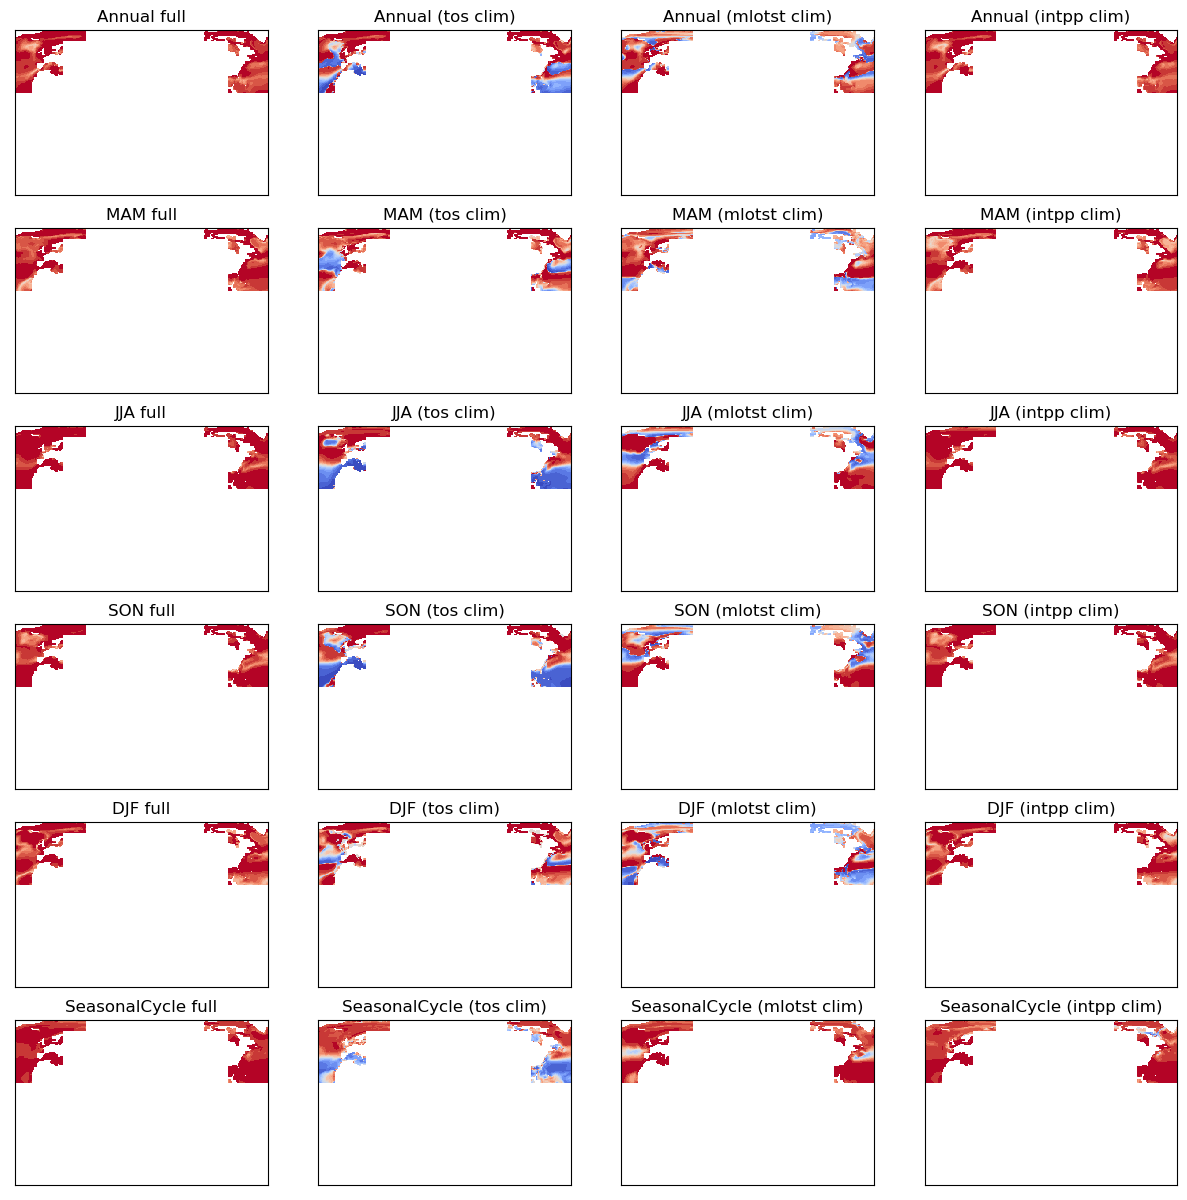 Annual full
Annual (tos clim)
Annual (mlotst clim)
Annual (intpp clim)
MAM full
MAM (tos clim)
MAM (mlotst clim)
MAM (intpp clim)
JJA full
JJA (tos clim)
JJA (mlotst clim)
JJA (intpp clim)
SON full
SON (tos clim)
SON (mlotst clim)
SON (intpp clim)
DJF full
DJF (tos clim)
DJF (mlotst clim)
DJF (intpp clim)
SeasonalCycle full
SeasonalCycle (tos clim)
SeasonalCycle (mlotst clim)
SeasonalCycle (intpp clim)